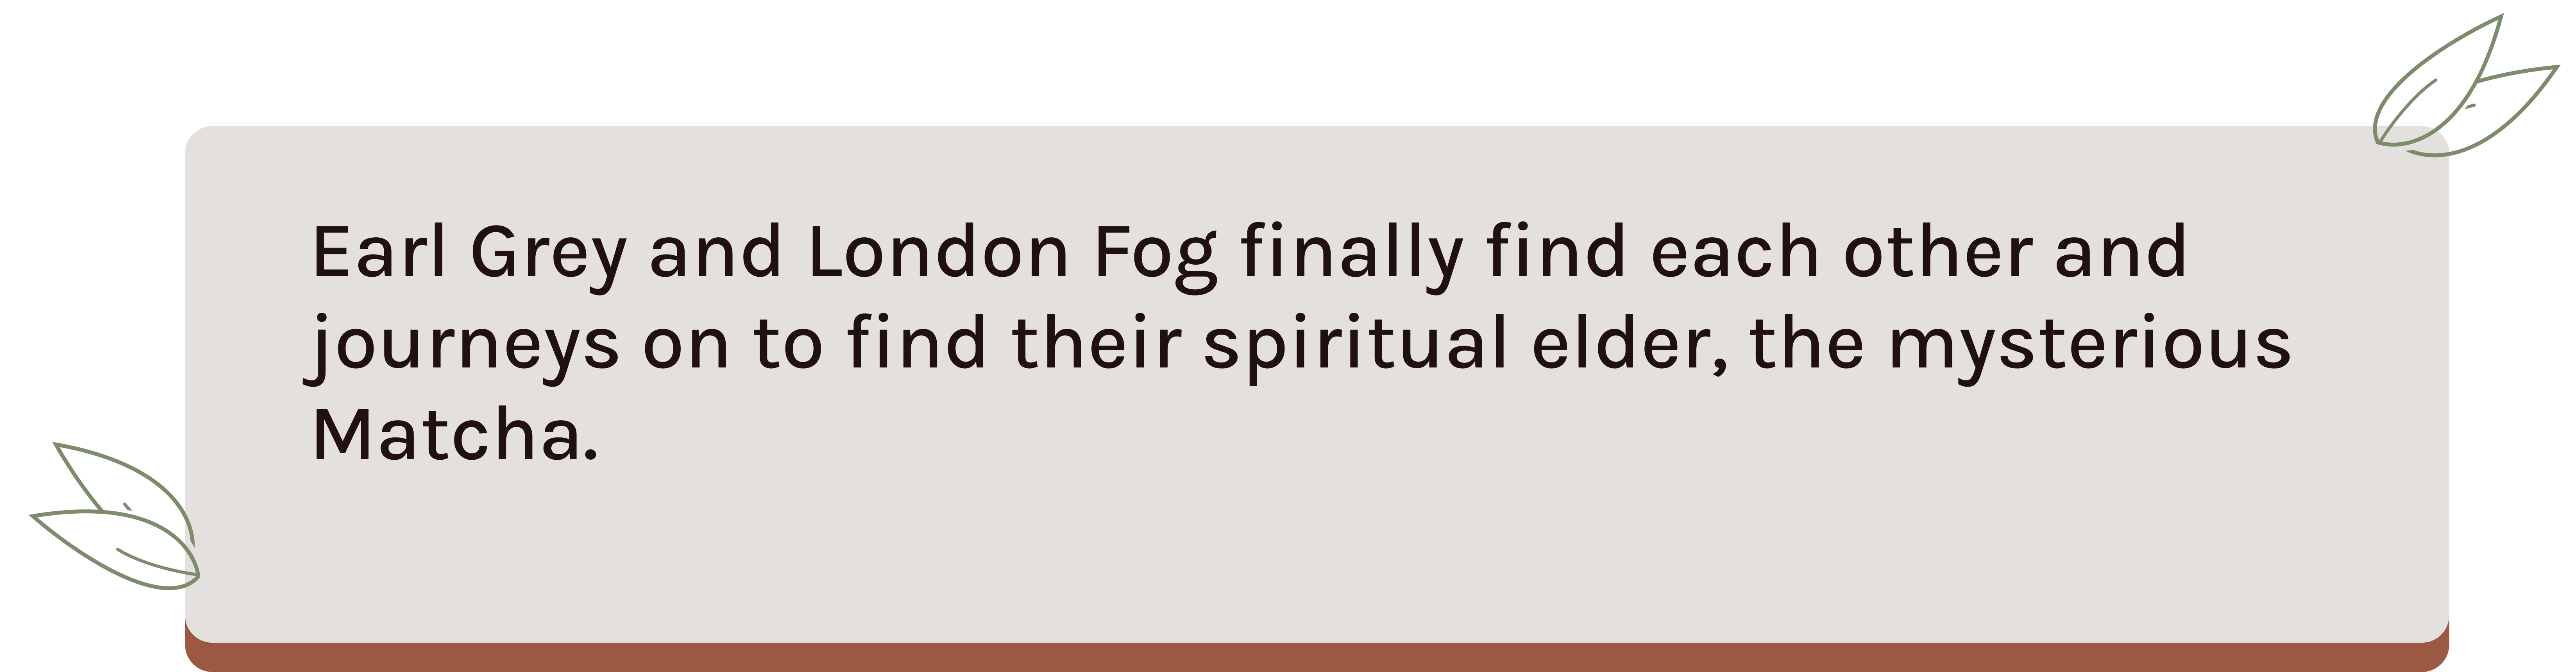 Earl Grey and London Fog finally find each other and
journeys on to find their spiritual elder, the mysterious
Matcha.